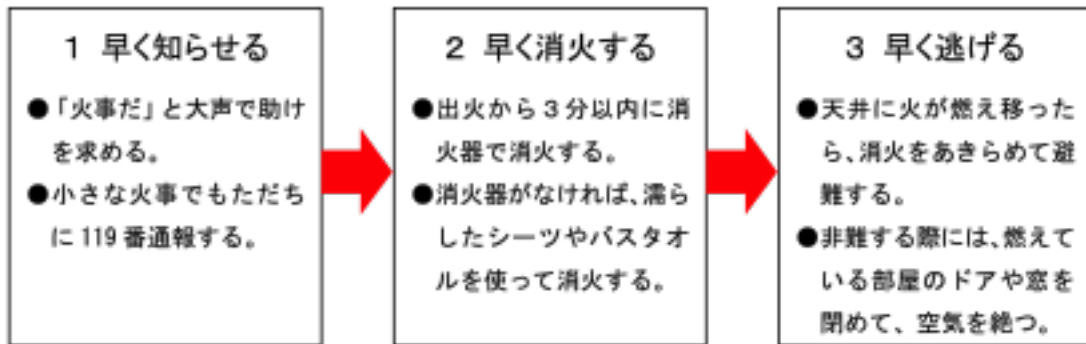 1 早く知らせる
●「火事だ」と大声で助け
を求める。
●小さな火事でもただち
に 119 番通報する。
2 早く消火する
●出火から3分以内に消
火器で消火する。
●消火器がなければ、濡ら
したシーツやバスタオ
ルを使って消火する。
3 早く逃げる
●天井に火が燃え移った
ら、消火をあきらめて避
難する。
●非難する際には、燃えて
いる部屋のドアや窓を
閉めて、空気を絶つ。